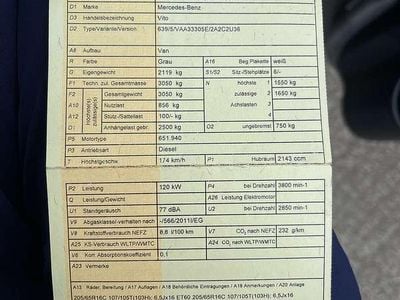 D1 Marke Mercedes-Benz
D3 Handelsbezeichnung Vito
D2 Type/Variante/Version 639/5/VAA33305E/2A2C2U36
A8 Aufbau Van
R Farbe Grau A16 Beg Plakette weiß
G Eigengewicht 2119 kg S1/S2 Sitz-/Stehplätze 6/-
F1 Techn. zul. Gesamtmasse 3050 kg N Höchste 1 1550 kg
F2 Höchste(s) zulässige(s) Gesamtgewicht 3050 kg zulässige 2 1650 kg
A10 Nutzlast 856 kg Achslasten 3
A12 Stütz-/Sattellast 100/- kg 4
O1 Anhängelast gebr. 2500 kg O2 ungebremst 750 kg
P5 Motortype 651.940
P3 Antriebsart Diesel
T Höchstgeschw. 174 km/h P1 Hubraum 2143 ccm
P2 Leistung 120 kW P4 bei Drehzahl 3800 min-1
Q Leistung/Gewicht A26 Leistung Elektromotor
U1 Standgeräusch 77 dBA U2 bei Drehzahl 2850 min-1
V9 Abgasklasse/-verhalten nach -/566/2011I/EG
V8 Kraftstoffverbrauch NEFZ 8,8 l/100 km V7 CO₂ nach NEFZ 232 g/km
A25 KS-Verbrauch WLTP/WMTC A24 CO₂ nach WLTP/WMTC
V6 Korr. Absorptionskoeffiz. 0,1
A23 Vermerke
A13 Räder, Bereifung / A17 Auflagen / A18 Behördliche Eintragungen / A19 Anmerkungen / A20 Anlage
205/65R16C 107/105T(103H); 6,5Jx16 ET60 205/65R16C 107/105T(103H); 6,5Jx16